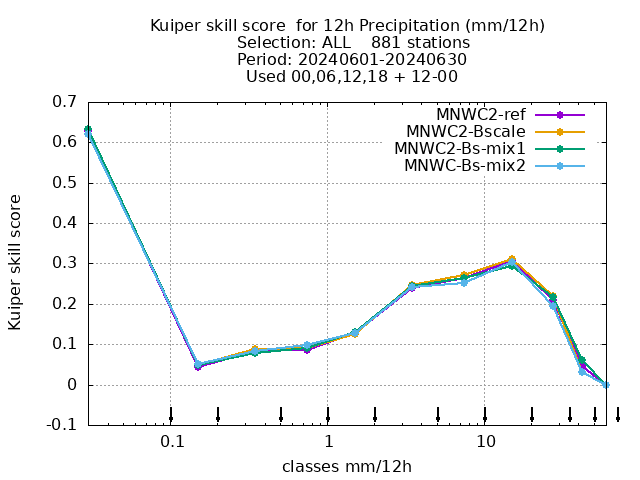 Kuiper skill score  for 12h Precipitation (mm/12h)
Selection: ALL    881 stations
Period: 20240601-20240630
Used 00,06,12,18 + 12-00
MNWC2-ref
MNWC2-Bscale
MNWC2-Bs-mix1
MNWC-Bs-mix2
Kuiper skill score
0.7
0.6
0.5
0.4
0.3
0.2
0.1
0
-0.1
0.1 1 10
classes mm/12h